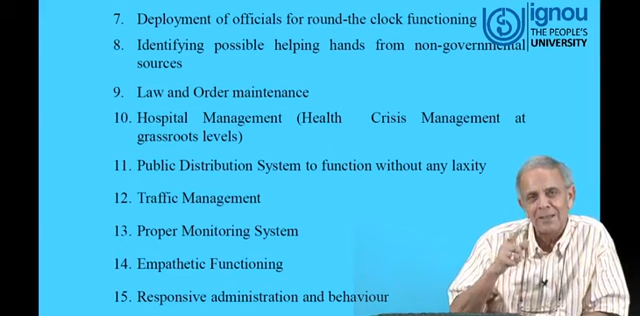 7. Deployment of officials for round-the clock functioning
8. Identifying possible helping hands from non-governmental
sources
9. Law and Order maintenance
10. Hospital Management (Health Crisis Management at
grassroots levels)
11. Public Distribution System to function without any laxity
12. Traffic Management
13. Proper Monitoring System
14. Empathetic Functioning
15. Responsive administration and behaviour
ignou
THE PEOPLE'S
UNIVERSITY